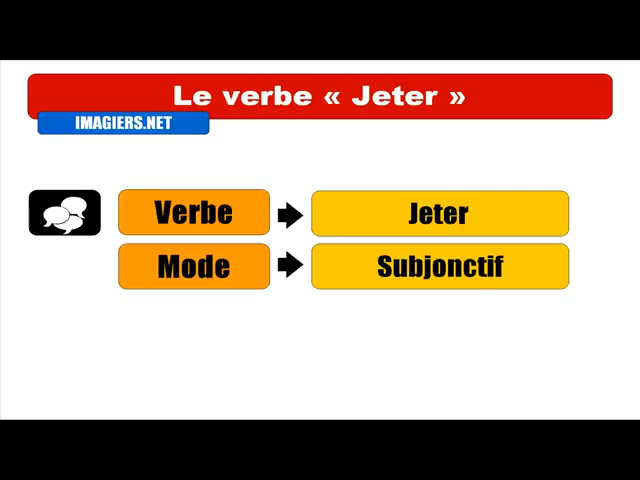 Le verbe « Jeter »
IMAGIERS.NET
Verbe Jeter
Mode Subjonctif